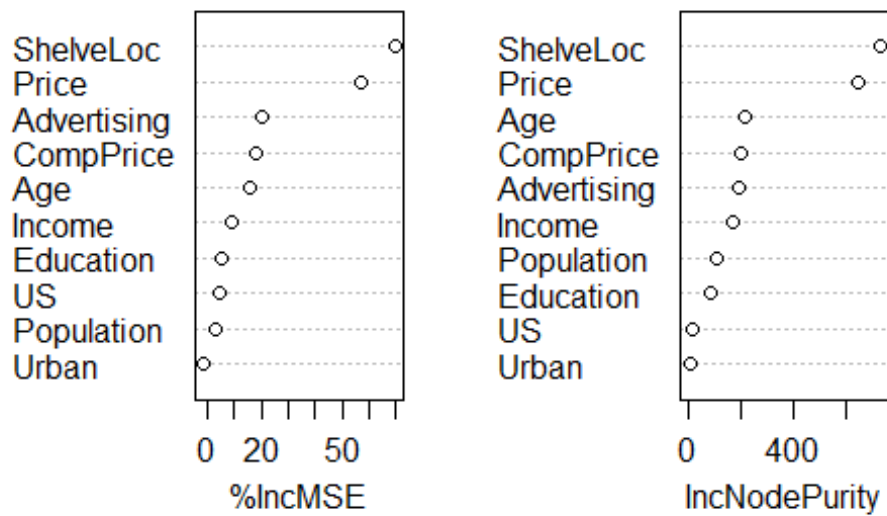 ShelveLoc
Price
Advertising
CompPrice
Age
Income
Education
US
Population
Urban
0 20 50
%IncMSE
ShelveLoc
Price
Age
CompPrice
Advertising
Income
Population
Education
US
Urban
0 400
IncNodePurity